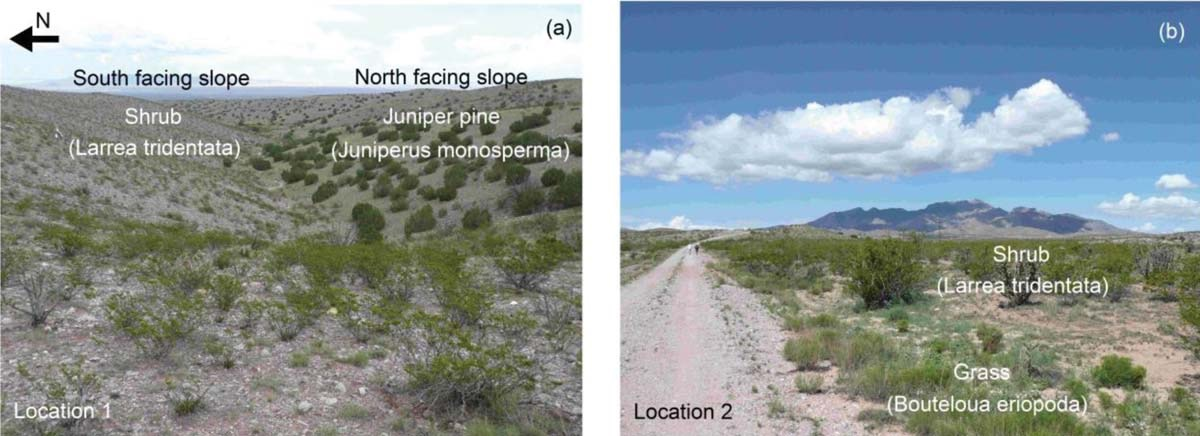 N
(a)
South facing slope
North facing slope
Shrub
(Larrea tridentata)
Juniper pine
(Juniperus monosperma)
Location 1
(b)
Shrub
(Larrea tridentata)
Grass
(Bouteloua eriopoda)
Location 2